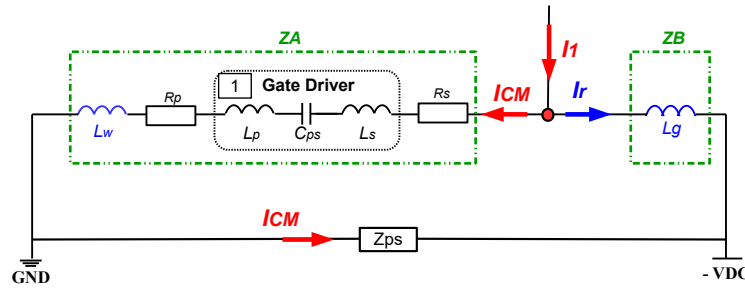 ZA
I1
ZB
1 Gate Driver
Rp
Rs
ICM
Ir
Lw
Lp
Cps
Ls
Lg
ICM
Zps
GND
- VDC